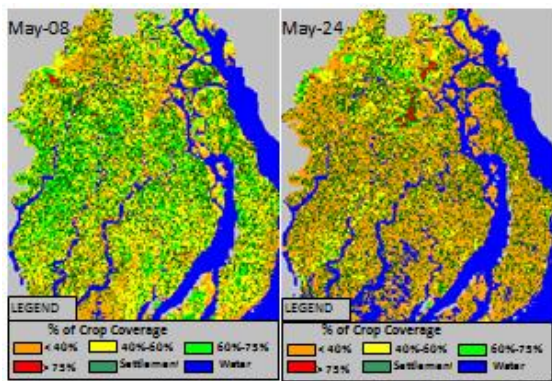 May-08
May-24
LEGEND
% of Crop Coverage
< 40% 40%-60% 60%-75%
> 75% Settlement Water
LEGEND
% of Crop Coverage
< 40% 40%-60% 60%-75%
> 75% Settlement Water